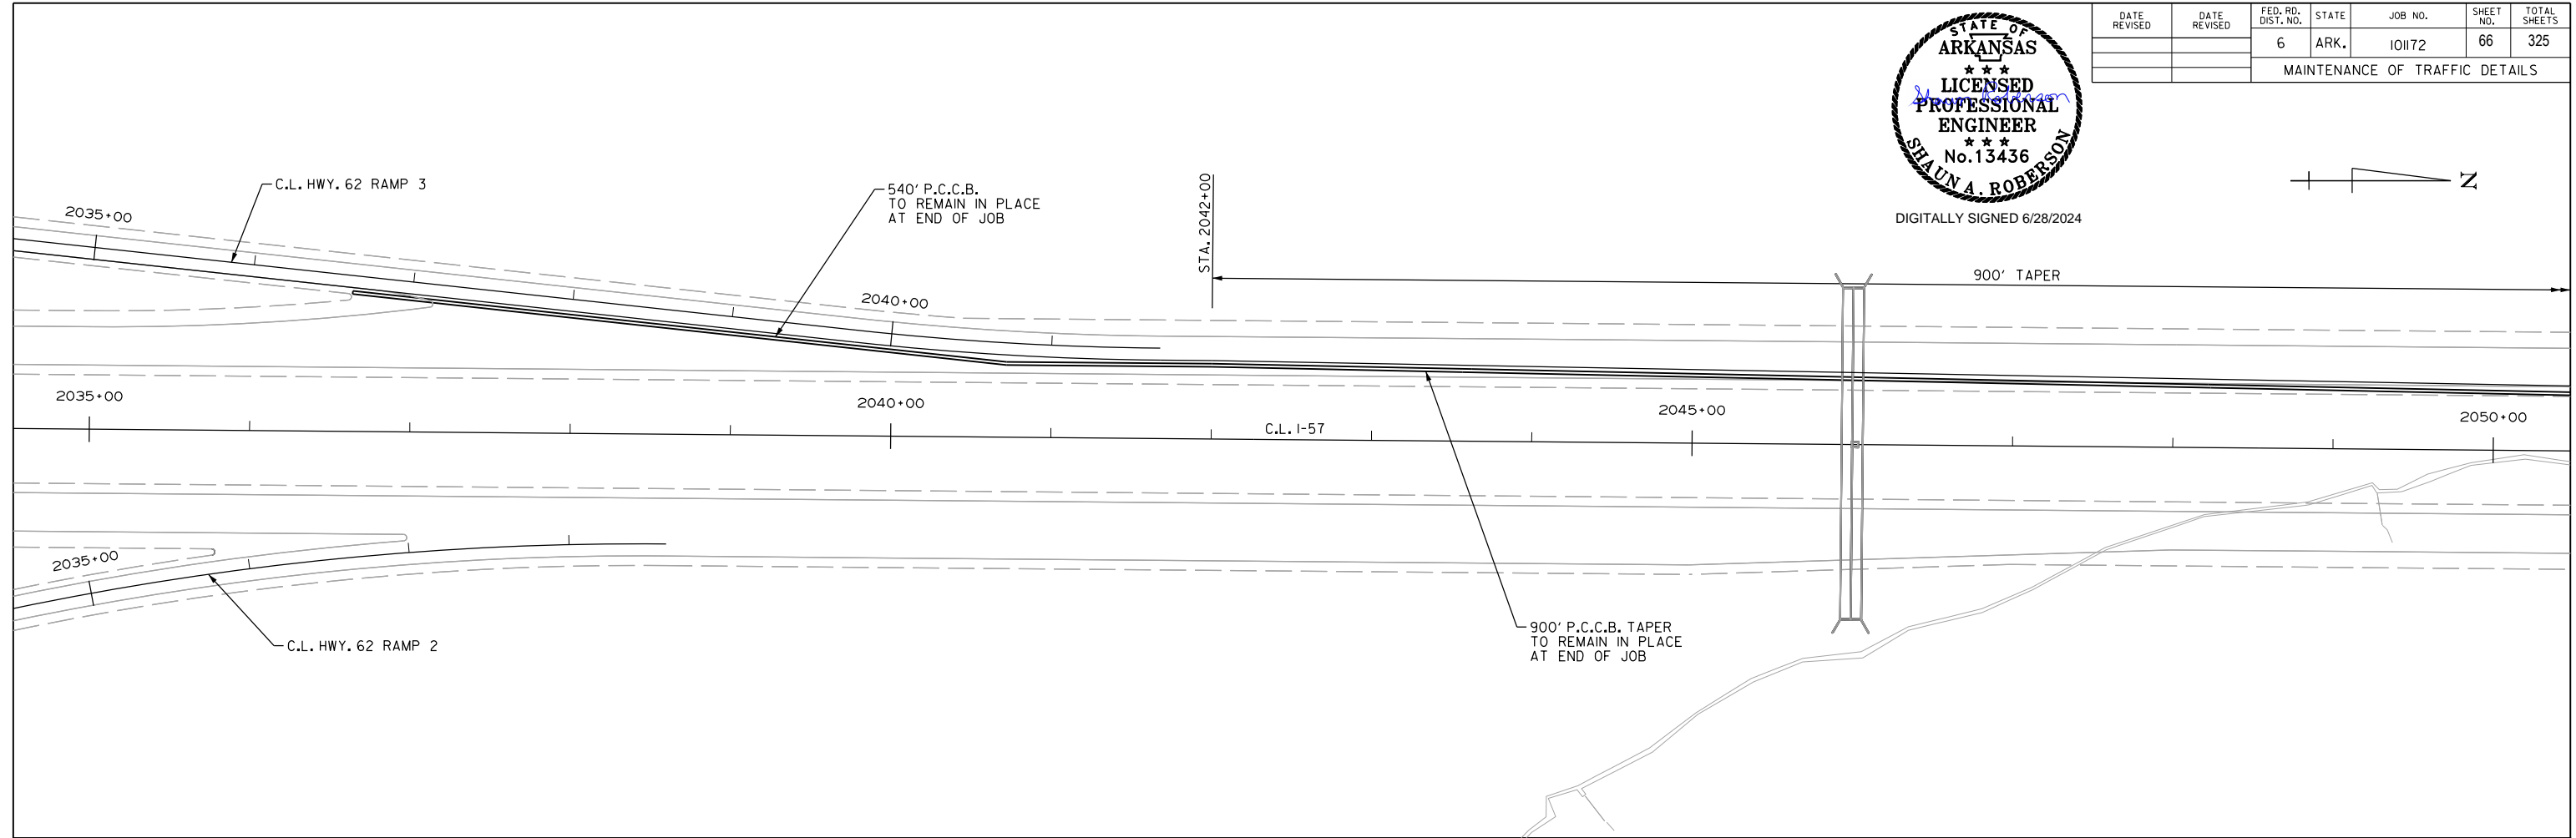 DATE REVISED
DATE REVISED
FED. RD. DIST. NO.
STATE
JOB NO.
SHEET NO.
TOTAL SHEETS
6
ARK.
101172
66
325
MAINTENANCE OF TRAFFIC DETAILS
STATE OF
ARKANSAS
★ ★ ★
LICENSED
Shaun Roberson
PROFESSIONAL
ENGINEER
★ ★ ★
No.13436
SHAUN A. ROBERSON
DIGITALLY SIGNED 6/28/2024
N
C.L. HWY. 62 RAMP 3
540' P.C.C.B.
TO REMAIN IN PLACE
AT END OF JOB
STA. 2042+00
900' TAPER
2035+00
2040+00
2035+00
2040+00
2045+00
2050+00
C.L. I-57
2035+00
C.L. HWY. 62 RAMP 2
900' P.C.C.B. TAPER
TO REMAIN IN PLACE
AT END OF JOB